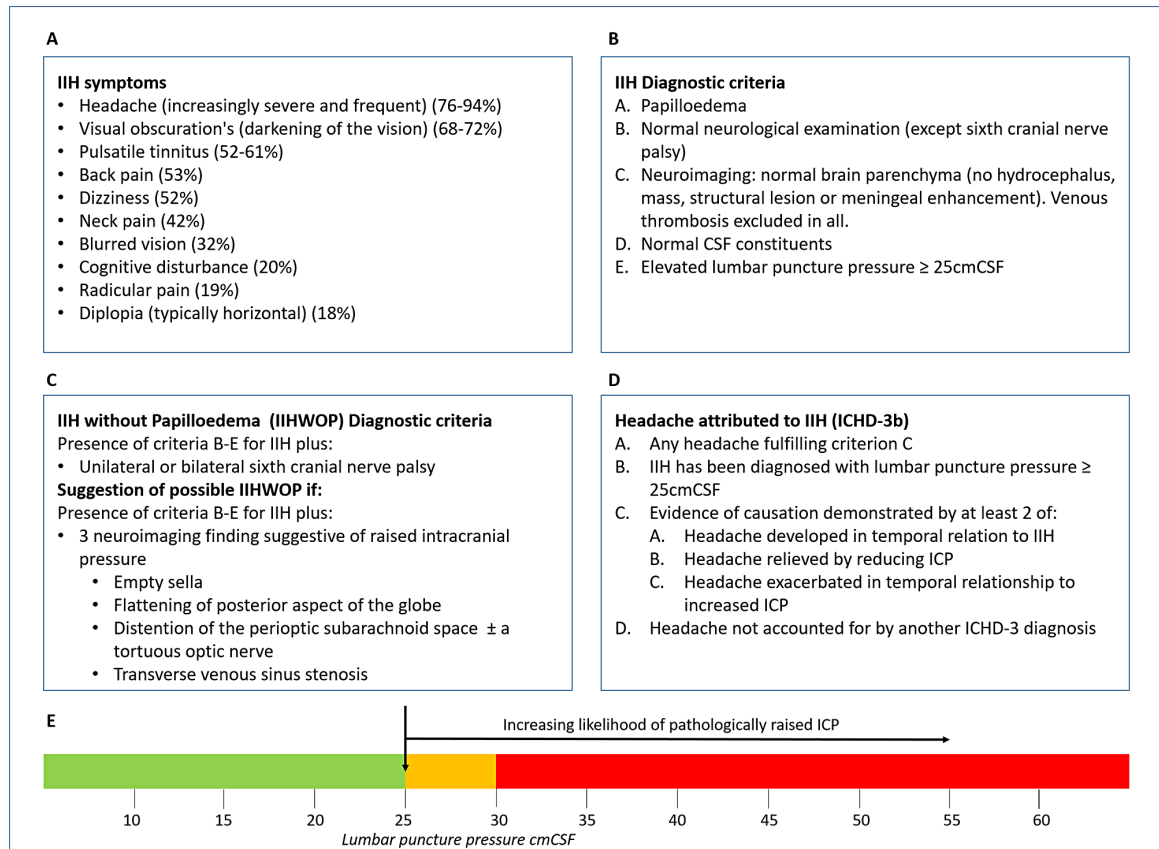 A
IIH symptoms
• Headache (increasingly severe and frequent) (76-94%)
• Visual obscuration's (darkening of the vision) (68-72%)
• Pulsatile tinnitus (52-61%)
• Back pain (53%)
• Dizziness (52%)
• Neck pain (42%)
• Blurred vision (32%)
• Cognitive disturbance (20%)
• Radicular pain (19%)
• Diplopia (typically horizontal) (18%)
B
IIH Diagnostic criteria
A. Papilloedema
B. Normal neurological examination (except sixth cranial nerve
palsy)
C. Neuroimaging: normal brain parenchyma (no hydrocephalus,
mass, structural lesion or meningeal enhancement). Venous
thrombosis excluded in all.
D. Normal CSF constituents
E. Elevated lumbar puncture pressure ≥ 25cmCSF
C
IIH without Papilloedema (IIHWOP) Diagnostic criteria
Presence of criteria B-E for IIH plus:
• Unilateral or bilateral sixth cranial nerve palsy
Suggestion of possible IIHWOP if:
Presence of criteria B-E for IIH plus:
• 3 neuroimaging finding suggestive of raised intracranial
pressure
• Empty sella
• Flattening of posterior aspect of the globe
• Distention of the perioptic subarachnoid space ± a
tortuous optic nerve
• Transverse venous sinus stenosis
D
Headache attributed to IIH (ICHD-3b)
A. Any headache fulfilling criterion C
B. IIH has been diagnosed with lumbar puncture pressure ≥
25cmCSF
C. Evidence of causation demonstrated by at least 2 of:
A. Headache developed in temporal relation to IIH
B. Headache relieved by reducing ICP
C. Headache exacerbated in temporal relationship to
increased ICP
D. Headache not accounted for by another ICHD-3 diagnosis
E
Increasing likelihood of pathologically raised ICP
10 15 20 25 30 35 40 45 50 55 60
Lumbar puncture pressure cmCSF